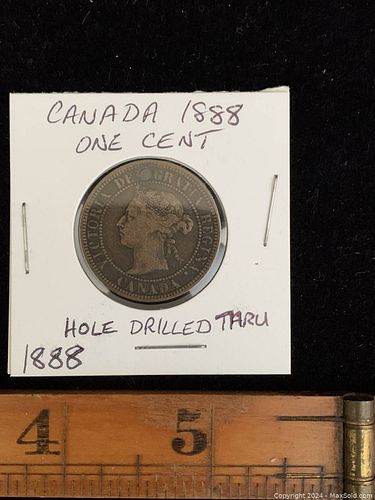 CANADA 1888
ONE CENT
VICTORIA DEI GRATIA REGINA.
CANADA
HOLE DRILLED THRU
1888
4 5
Copyright 2024 - MaxSold.com